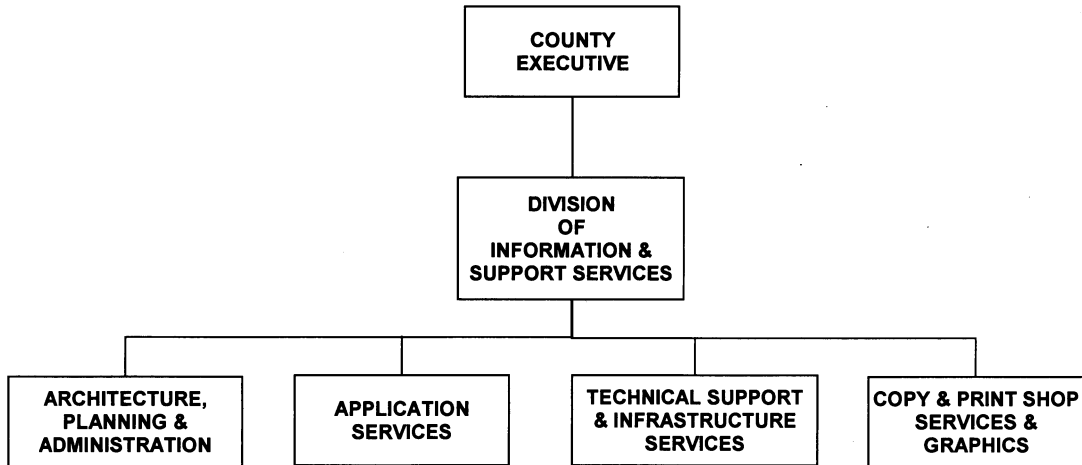 COUNTY
EXECUTIVE
DIVISION
OF
INFORMATION &
SUPPORT SERVICES
ARCHITECTURE,
PLANNING &
ADMINISTRATION
APPLICATION
SERVICES
TECHNICAL SUPPORT
& INFRASTRUCTURE
SERVICES
COPY & PRINT SHOP
SERVICES &
GRAPHICS